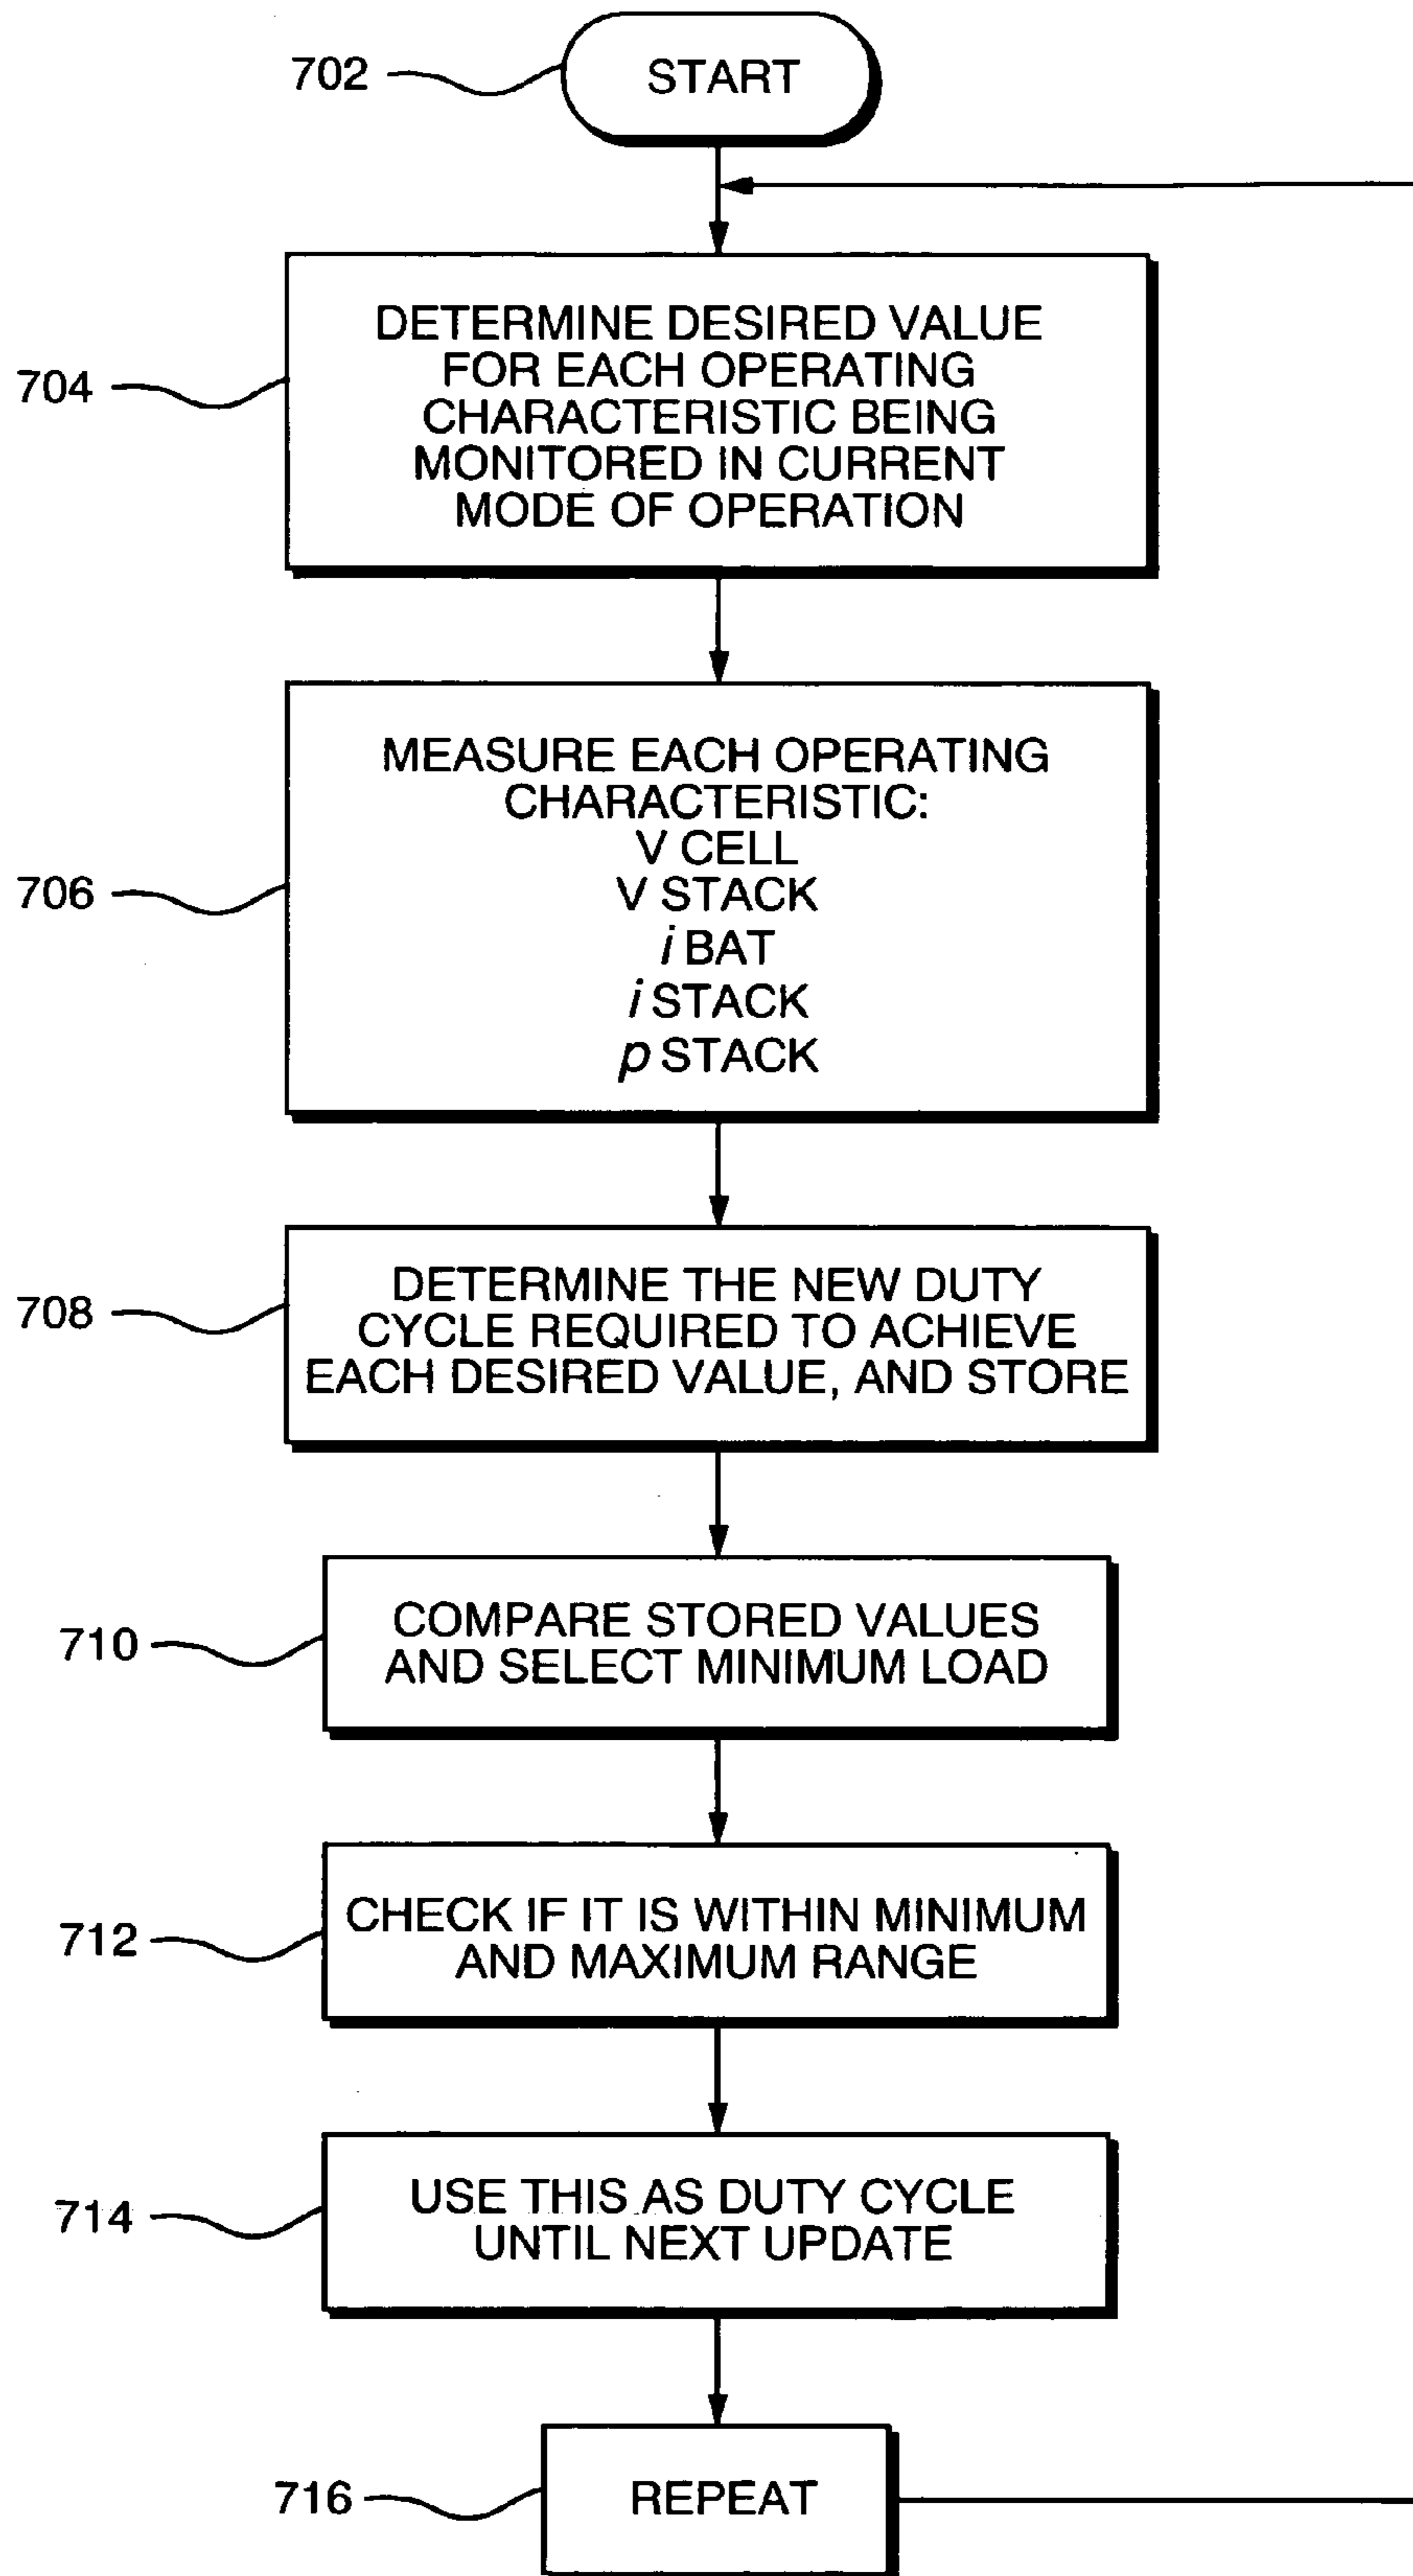 702
START
704
DETERMINE DESIRED VALUE
FOR EACH OPERATING
CHARACTERISTIC BEING
MONITORED IN CURRENT
MODE OF OPERATION
706
MEASURE EACH OPERATING
CHARACTERISTIC:
V CELL
V STACK
i BAT
i STACK
p STACK
708
DETERMINE THE NEW DUTY
CYCLE REQUIRED TO ACHIEVE
EACH DESIRED VALUE, AND STORE
710
COMPARE STORED VALUES
AND SELECT MINIMUM LOAD
712
CHECK IF IT IS WITHIN MINIMUM
AND MAXIMUM RANGE
714
USE THIS AS DUTY CYCLE
UNTIL NEXT UPDATE
716
REPEAT